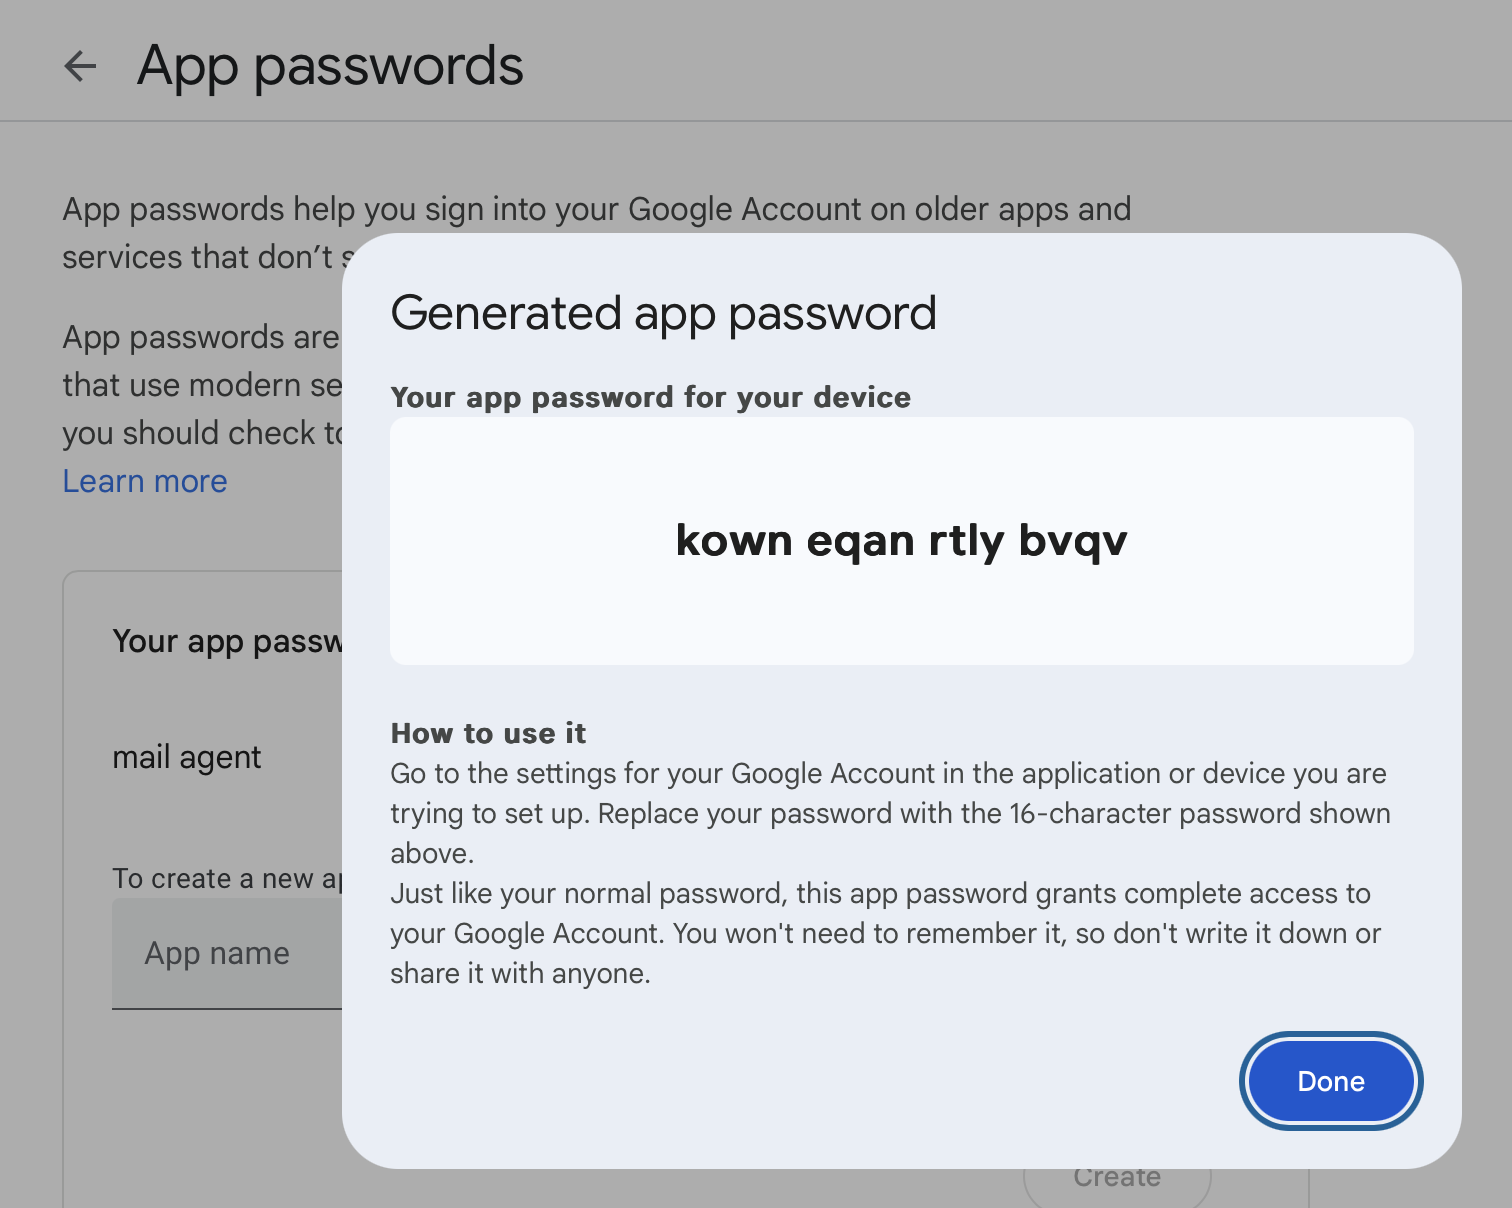 App passwords
App passwords help you sign into your Google Account on older apps and
services that don’t s
App passwords are
that use modern se
you should check to
Learn more
Your app passw
mail agent
To create a new ap
App name
Create
Generated app password
Your app password for your device
kown eqan rtly bvqv
How to use it
Go to the settings for your Google Account in the application or device you are
trying to set up. Replace your password with the 16-character password shown
above.
Just like your normal password, this app password grants complete access to
your Google Account. You won't need to remember it, so don't write it down or
share it with anyone.
Done